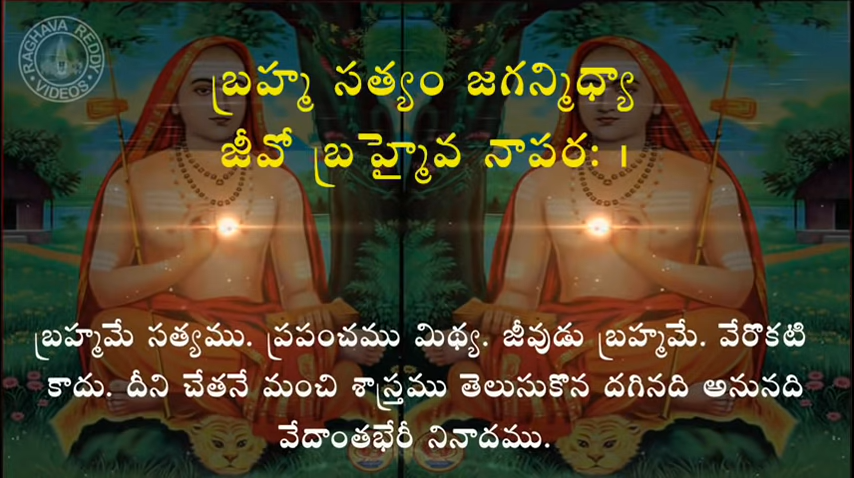 RAGHAVA REDDY
VIDEOS
బ్రహ్మ సత్యం జగన్మిధ్యా
జీవో బ్రహ్మైవ నాపరః ।
బ్రహ్మమే సత్యము. ప్రపంచము మిథ్య. జీవుడు బ్రహ్మమే. వేరొకటి
కాదు. దీని చేతనే మంచి శాస్త్రము తెలుసుకొన దగినది అనునది
వేదాంతభేరీ నినాదము.